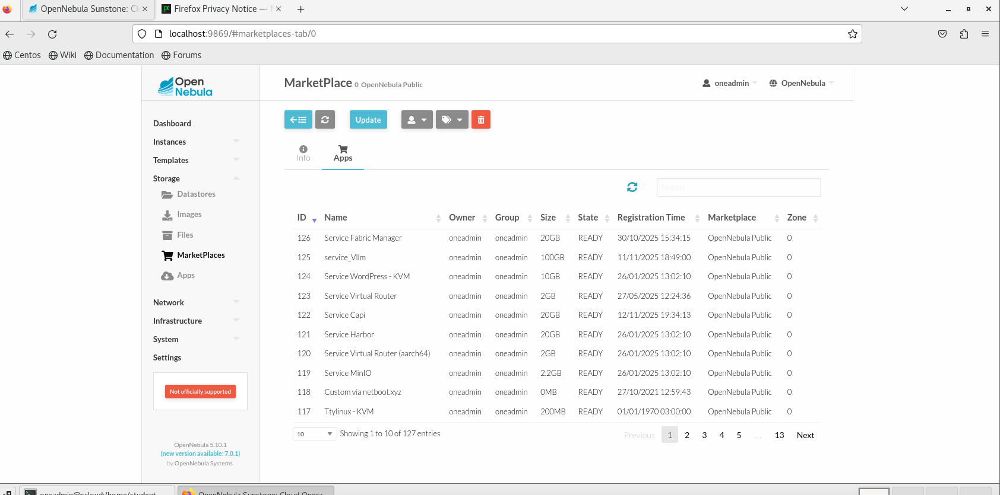 OpenNebula Sunstone: Cl
Firefox Privacy Notice —
localhost:9869/#marketplaces-tab/0
Centos Wiki Documentation Forums
Open
Nebula
MarketPlace 0 OpenNebula Public
oneadmin OpenNebula
Update
Dashboard
Instances
Templates
Storage
Datastores
Images
Files
MarketPlaces
Apps
Network
Infrastructure
System
Settings
Not officially supported
OpenNebula 5.10.1
(new version available: 7.0.1)
by OpenNebula Systems.
Info Apps
Search
ID Name Owner Group Size State Registration Time Marketplace Zone
126 Service Fabric Manager oneadmin oneadmin 20GB READY 30/10/2025 15:34:15 OpenNebula Public 0
125 service_Vllm oneadmin oneadmin 100GB READY 11/11/2025 18:49:00 OpenNebula Public 0
124 Service WordPress - KVM oneadmin oneadmin 10GB READY 26/01/2025 13:02:10 OpenNebula Public 0
123 Service Virtual Router oneadmin oneadmin 2GB READY 27/05/2025 12:24:36 OpenNebula Public 0
122 Service Capi oneadmin oneadmin 20GB READY 12/11/2025 19:34:13 OpenNebula Public 0
121 Service Harbor oneadmin oneadmin 20GB READY 26/01/2025 13:02:10 OpenNebula Public 0
120 Service Virtual Router (aarch64) oneadmin oneadmin 2GB READY 26/01/2025 13:02:10 OpenNebula Public 0
119 Service MinIO oneadmin oneadmin 2.2GB READY 26/01/2025 13:02:10 OpenNebula Public 0
118 Custom via netboot.xyz oneadmin oneadmin 0MB READY 27/10/2021 12:59:43 OpenNebula Public 0
117 Ttylinux - KVM oneadmin oneadmin 200MB READY 01/01/1970 03:00:00 OpenNebula Public 0
10 Showing 1 to 10 of 127 entries
Previous 1 2 3 4 5 ... 13 Next
oneadmin@scloud:/home/student
OpenNebula Sunstone: Cloud Opera